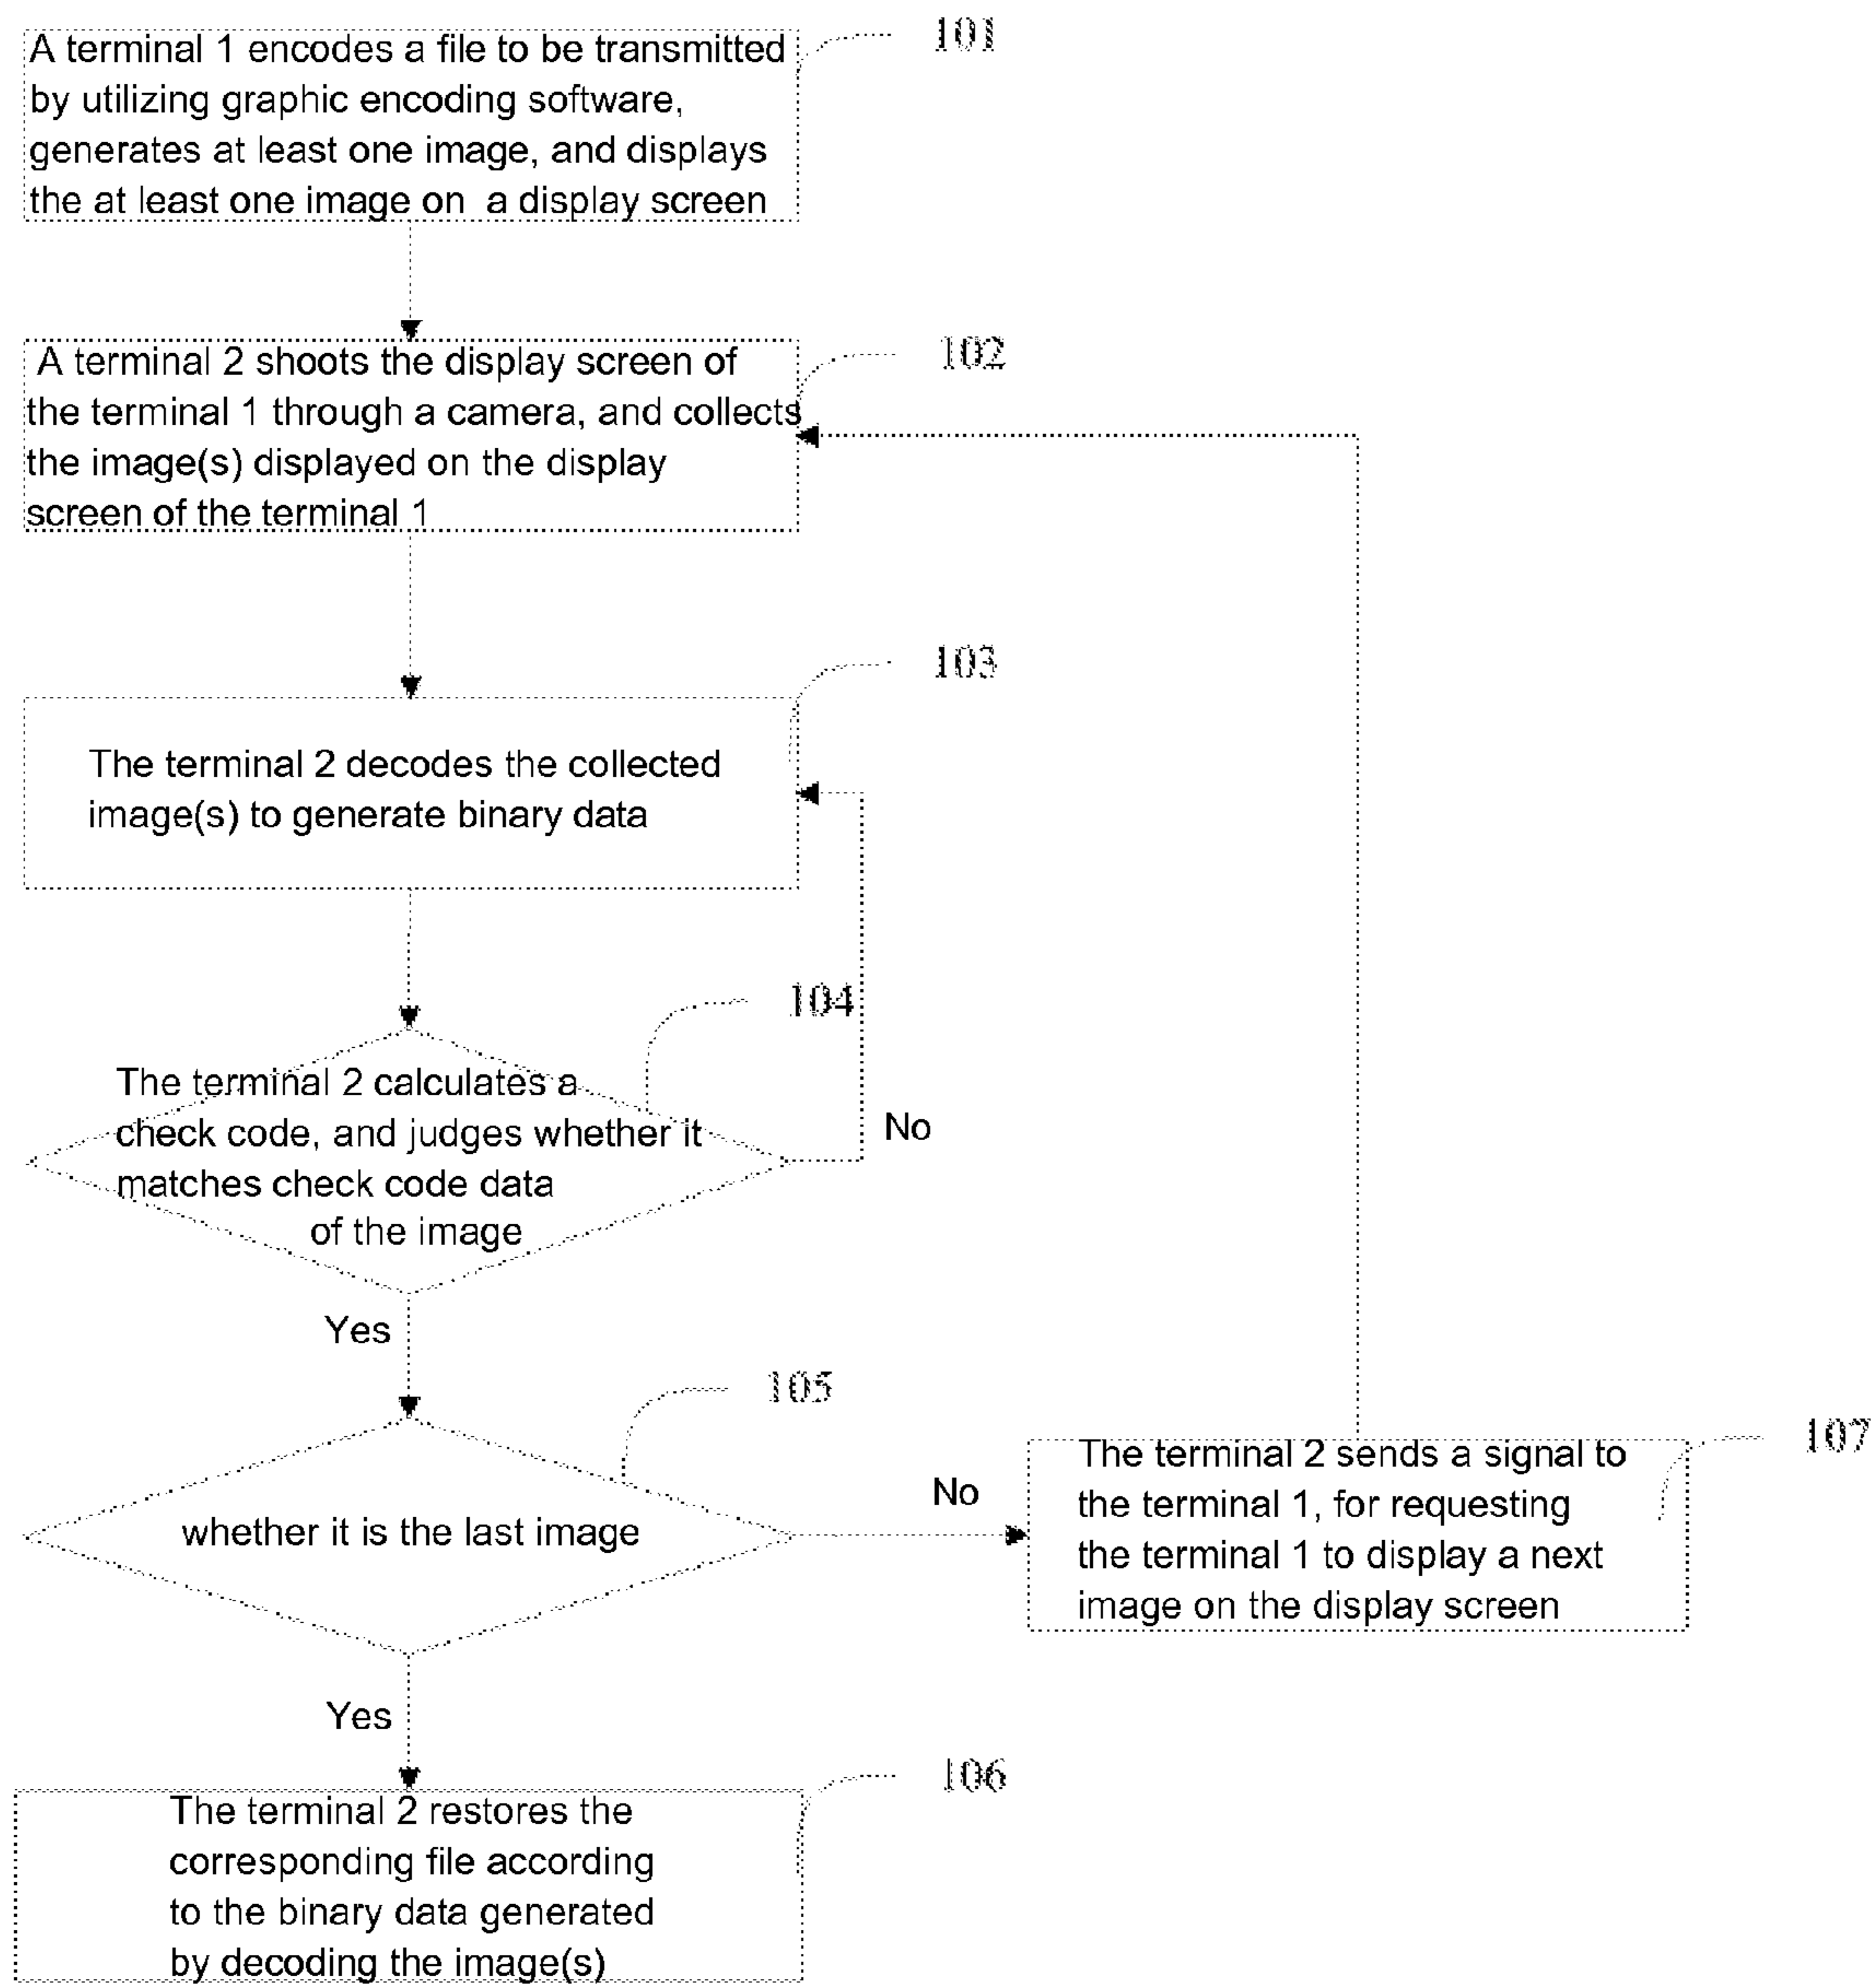 A terminal 1 encodes a file to be transmitted
by utilizing graphic encoding software,
generates at least one image, and displays
the at least one image on a display screen
101
A terminal 2 shoots the display screen of
the terminal 1 through a camera, and collects
the image(s) displayed on the display
screen of the terminal 1
102
103
The terminal 2 decodes the collected
image(s) to generate binary data
104
The terminal 2 calculates a
check code, and judges whether it
matches check code data
of the image
No
Yes
105
whether it is the last image
No
The terminal 2 sends a signal to
the terminal 1, for requesting
the terminal 1 to display a next
image on the display screen
107
Yes
106
The terminal 2 restores the
corresponding file according
to the binary data generated
by decoding the image(s)